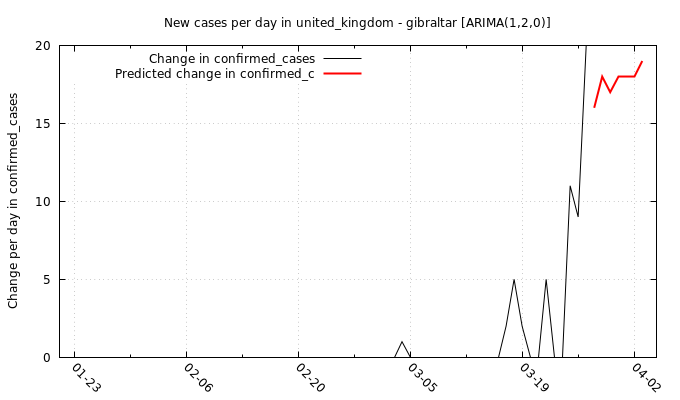 New cases per day in united_kingdom - gibraltar [ARIMA(1,2,0)]
Change in confirmed_cases
Predicted change in confirmed_c
Change per day in confirmed_cases
20
15
10
5
0
01-23
02-06
02-20
03-05
03-19
04-02